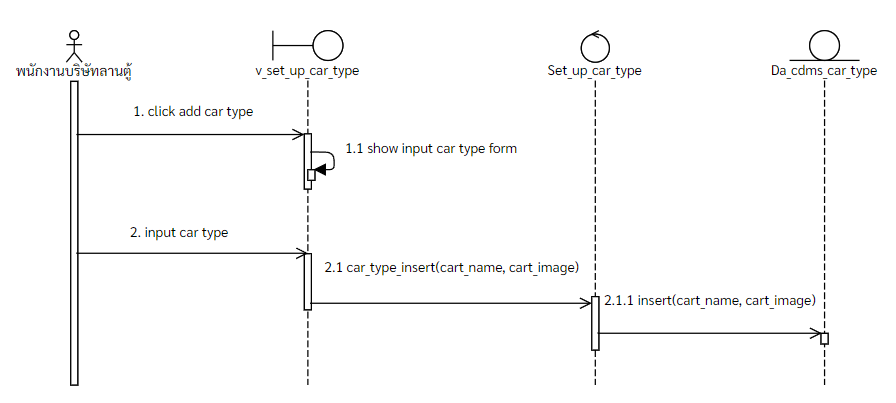 พนักงานบริษัทลานตู้
v_set_up_car_type
Set_up_car_type
Da_cdms_car_type
1. click add car type
1.1 show input car type form
2. input car type
2.1 car_type_insert(cart_name, cart_image)
2.1.1 insert(cart_name, cart_image)